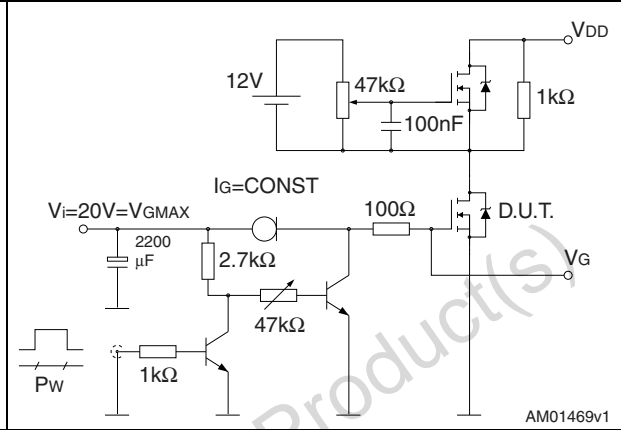 VDD
12V
47kΩ
1kΩ
100nF
IG=CONST
Vi=20V=VGMAX
100Ω
D.U.T.
2200
μF
2.7kΩ
VG
47kΩ
1kΩ
PW
Product(s)
AM01469v1